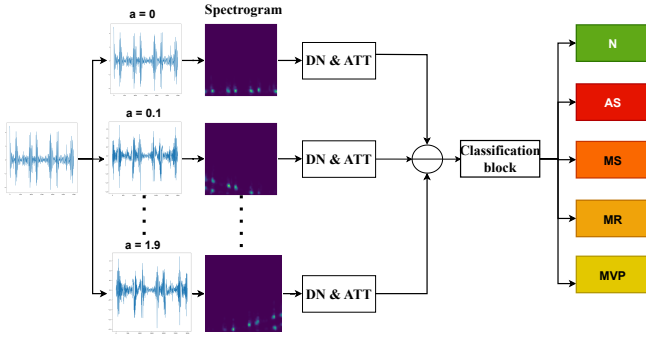 a = 0
Spectrogram
DN & ATT
N
a = 0.1
AS
DN & ATT
Classification
block
MS
MR
a = 1.9
DN & ATT
MVP